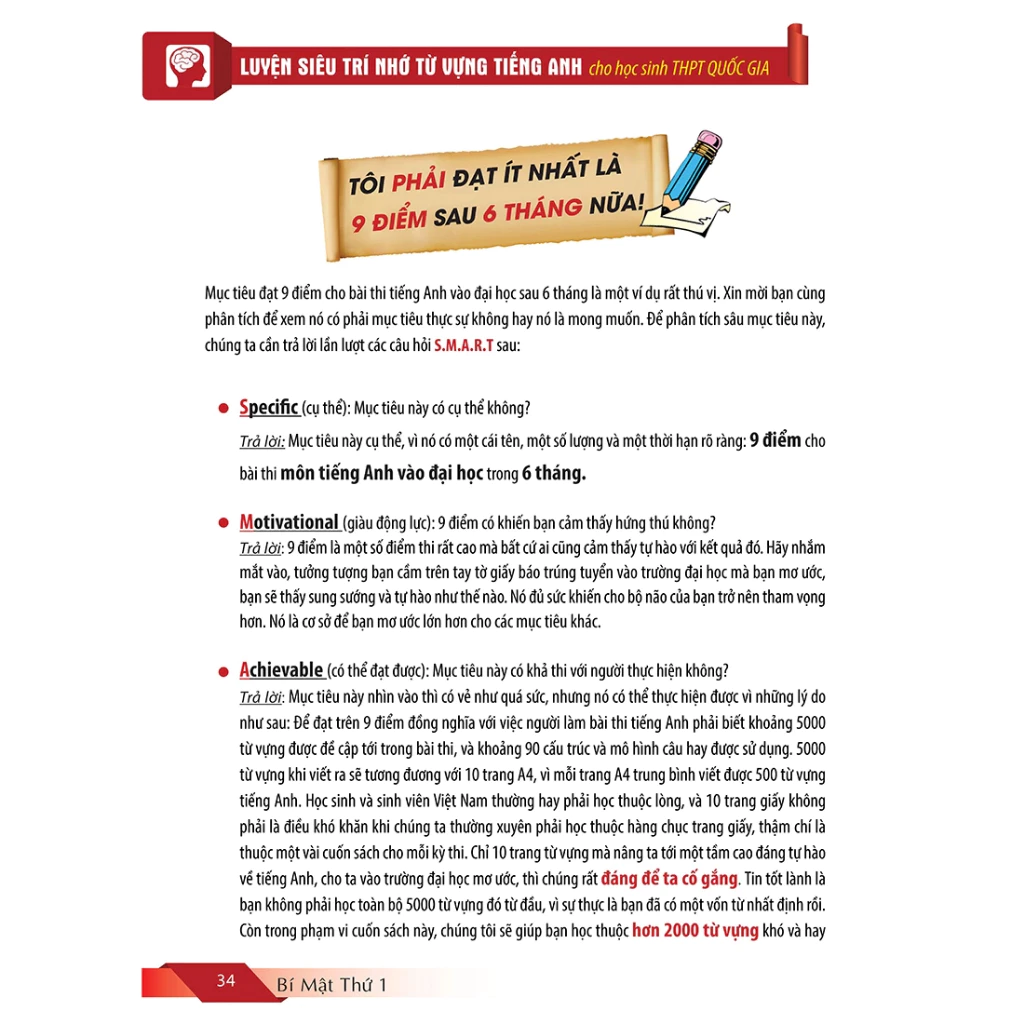 LUYỆN SIÊU TRÍ NHỚ TỪ VỰNG TIẾNG ANH cho học sinh THPT QUỐC GIA
TÔI PHẢI ĐẠT ÍT NHẤT LÀ
9 ĐIỂM SAU 6 THÁNG NỮA!
Mục tiêu đạt 9 điểm cho bài thi tiếng Anh vào đại học sau 6 tháng là một ví dụ rất thú vị. Xin mời bạn cùng
phân tích để xem nó có phải mục tiêu thực sự không hay nó là mong muốn. Để phân tích sâu mục tiêu này,
chúng ta cần trả lời lần lượt các câu hỏi S.M.A.R.T sau:
● Specific (cụ thể): Mục tiêu này có cụ thể không?
Trả lời: Mục tiêu này cụ thể, vì nó có một cái tên, một số lượng và một thời hạn rõ ràng: 9 điểm cho
bài thi môn tiếng Anh vào đại học trong 6 tháng.
● Motivational (giàu động lực): 9 điểm có khiến bạn cảm thấy hứng thú không?
Trả lời: 9 điểm là một số điểm thi rất cao mà bất cứ ai cũng cảm thấy tự hào với kết quả đó. Hãy nhắm
mắt vào, tưởng tượng bạn cầm trên tay tờ giấy báo trúng tuyển vào trường đại học mà bạn mơ ước,
bạn sẽ thấy sung sướng và tự hào như thế nào. Nó đủ sức khiến cho bộ não của bạn trở nên tham vọng
hơn. Nó là cơ sở để bạn mơ ước lớn hơn cho các mục tiêu khác.
● Achievable (có thể đạt được): Mục tiêu này có khả thi với người thực hiện không?
Trả lời: Mục tiêu này nhìn vào thì có vẻ như quá sức, nhưng nó có thể thực hiện được vì những lý do
như sau: Để đạt trên 9 điểm đồng nghĩa với việc người làm bài thi tiếng Anh phải biết khoảng 5000
từ vựng được đề cập tới trong bài thi, và khoảng 90 cấu trúc và mô hình câu hay được sử dụng. 5000
từ vựng khi viết ra sẽ tương đương với 10 trang A4, vì mỗi trang A4 trung bình viết được 500 từ vựng
tiếng Anh. Học sinh và sinh viên Việt Nam thường hay phải học thuộc lòng, và 10 trang giấy không
phải là điều khó khăn khi chúng ta thường xuyên phải học thuộc hàng chục trang giấy, thậm chí là
thuộc một vài cuốn sách cho mỗi kỳ thi. Chỉ 10 trang từ vựng mà nâng ta tới một tầm cao đáng tự hào
về tiếng Anh, cho ta vào trường đại học mơ ước, thì chúng rất đáng để ta cố gắng. Tin tốt lành là
bạn không phải học toàn bộ 5000 từ vựng đó từ đầu, vì sự thực là bạn đã có một vốn từ nhất định rồi.
Còn trong phạm vi cuốn sách này, chúng tôi sẽ giúp bạn học thuộc hơn 2000 từ vựng khó và hay
34 Bí Mật Thứ 1